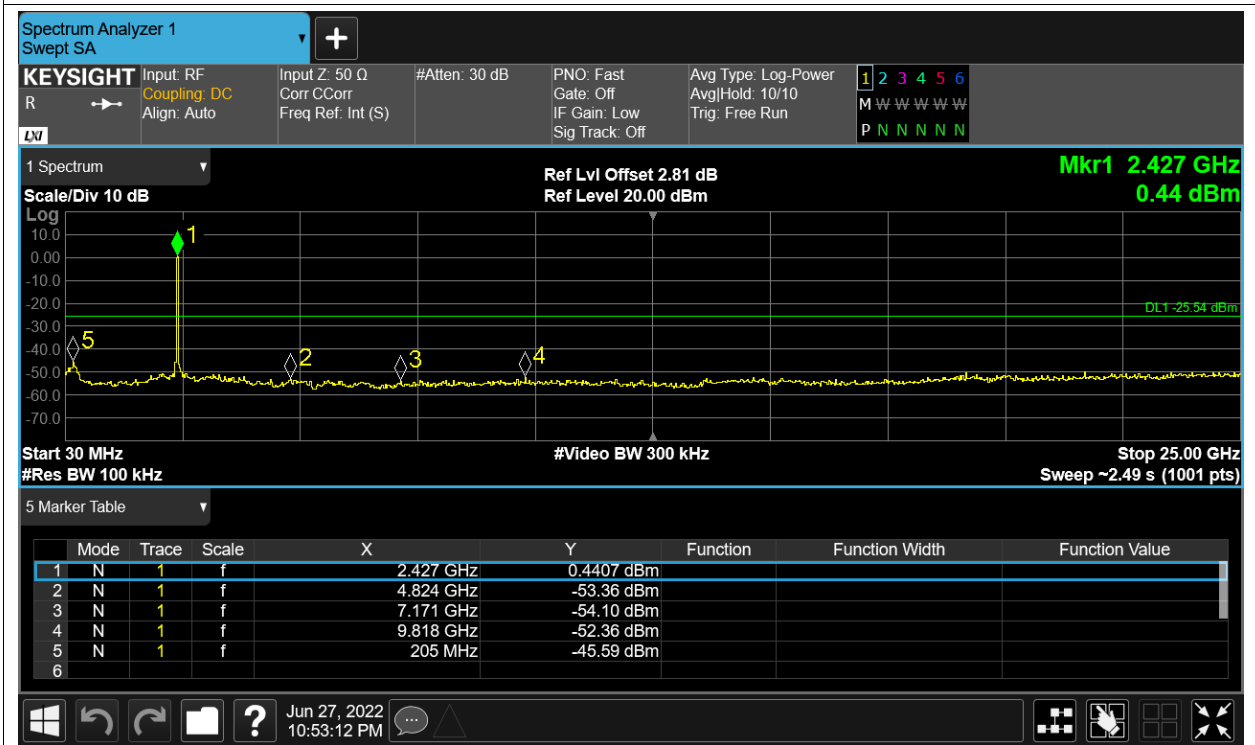 Spectrum Analyzer 1
Swept SA
KEYSIGHT Input: RF Input Z: 50 Ω #Atten: 30 dB PNO: Fast Avg Type: Log-Power 1 2 3 4 5 6
R Coupling: DC Corr CCorr Gate: Off Avg|Hold: 10/10 M W W W W W
Align: Auto Freq Ref: Int (S) IF Gain: Low Trig: Free Run
LXI Sig Track: Off P N N N N N
1 Spectrum Ref Lvl Offset 2.81 dB Mkr1 2.427 GHz
Scale/Div 10 dB Ref Level 20.00 dBm 0.44 dBm
Log
10.0 1
0.00
-10.0
-20.0 DL1 -25.54 dBm
-30.0
-40.0 5 2 3 4
-50.0
-60.0
-70.0
Start 30 MHz #Video BW 300 kHz Stop 25.00 GHz
#Res BW 100 kHz Sweep ~2.49 s (1001 pts)
5 Marker Table
Mode Trace Scale X Y Function Function Width Function Value
1 N 1 f 2.427 GHz 0.4407 dBm
2 N 1 f 4.824 GHz -53.36 dBm
3 N 1 f 7.171 GHz -54.10 dBm
4 N 1 f 9.818 GHz -52.36 dBm
5 N 1 f 205 MHz -45.59 dBm
6
? Jun 27, 2022
10:53:12 PM